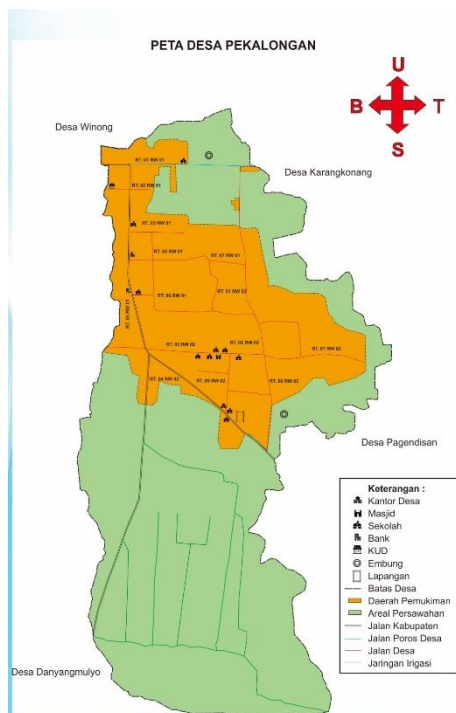 PETA DESA PEKALONGAN
U
B T
S
Desa Winong
RT. 01 RW 01
Desa Karangkonang
RT. 02 RW 01
RT. 03 RW 01
RT. 04 RW 01
RT. 07 RW 01
RT. 05 RW 01
RT. 06 RW 01
RT. 01 RW 02
RT. 03 RW 02
RT. 02 RW 02
RT. 07 RW 02
RT. 04 RW 02
RT. 05 RW 02
RT. 06 RW 02
Desa Pagendisan
Keterangan :
Kantor Desa
Masjid
Sekolah
Bank
KUD
Embung
Lapangan
Batas Desa
Daerah Pemukiman
Areal Persawahan
Jalan Kabupaten
Jalan Poros Desa
Jalan Desa
Jaringan Irigasi
Desa Danyangmulyo